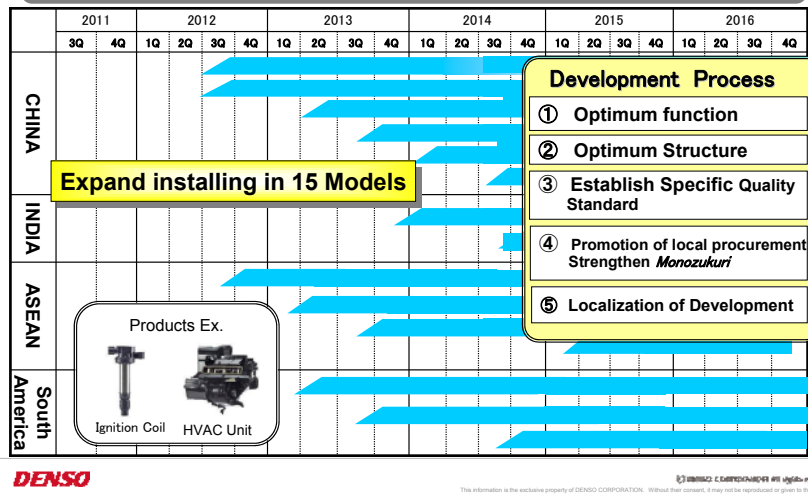 2011 2012 2013 2014 2015 2016
3Q 4Q 1Q 2Q 3Q 4Q 1Q 2Q 3Q 4Q 1Q 2Q 3Q 4Q 1Q 2Q 3Q 4Q 1Q 2Q 3Q 4Q
CHINA
INDIA
ASEAN
South
America
Expand installing in 15 Models
Development Process
① Optimum function
② Optimum Structure
③ Establish Specific Quality
Standard
④ Promotion of local procurement
Strengthen Monozukuri
⑤ Localization of Development
Products Ex.
Ignition Coil HVAC Unit
DENSO
This information is the exclusive property of DENSO CORPORATION. Without their consent, it may not be reproduced or given to